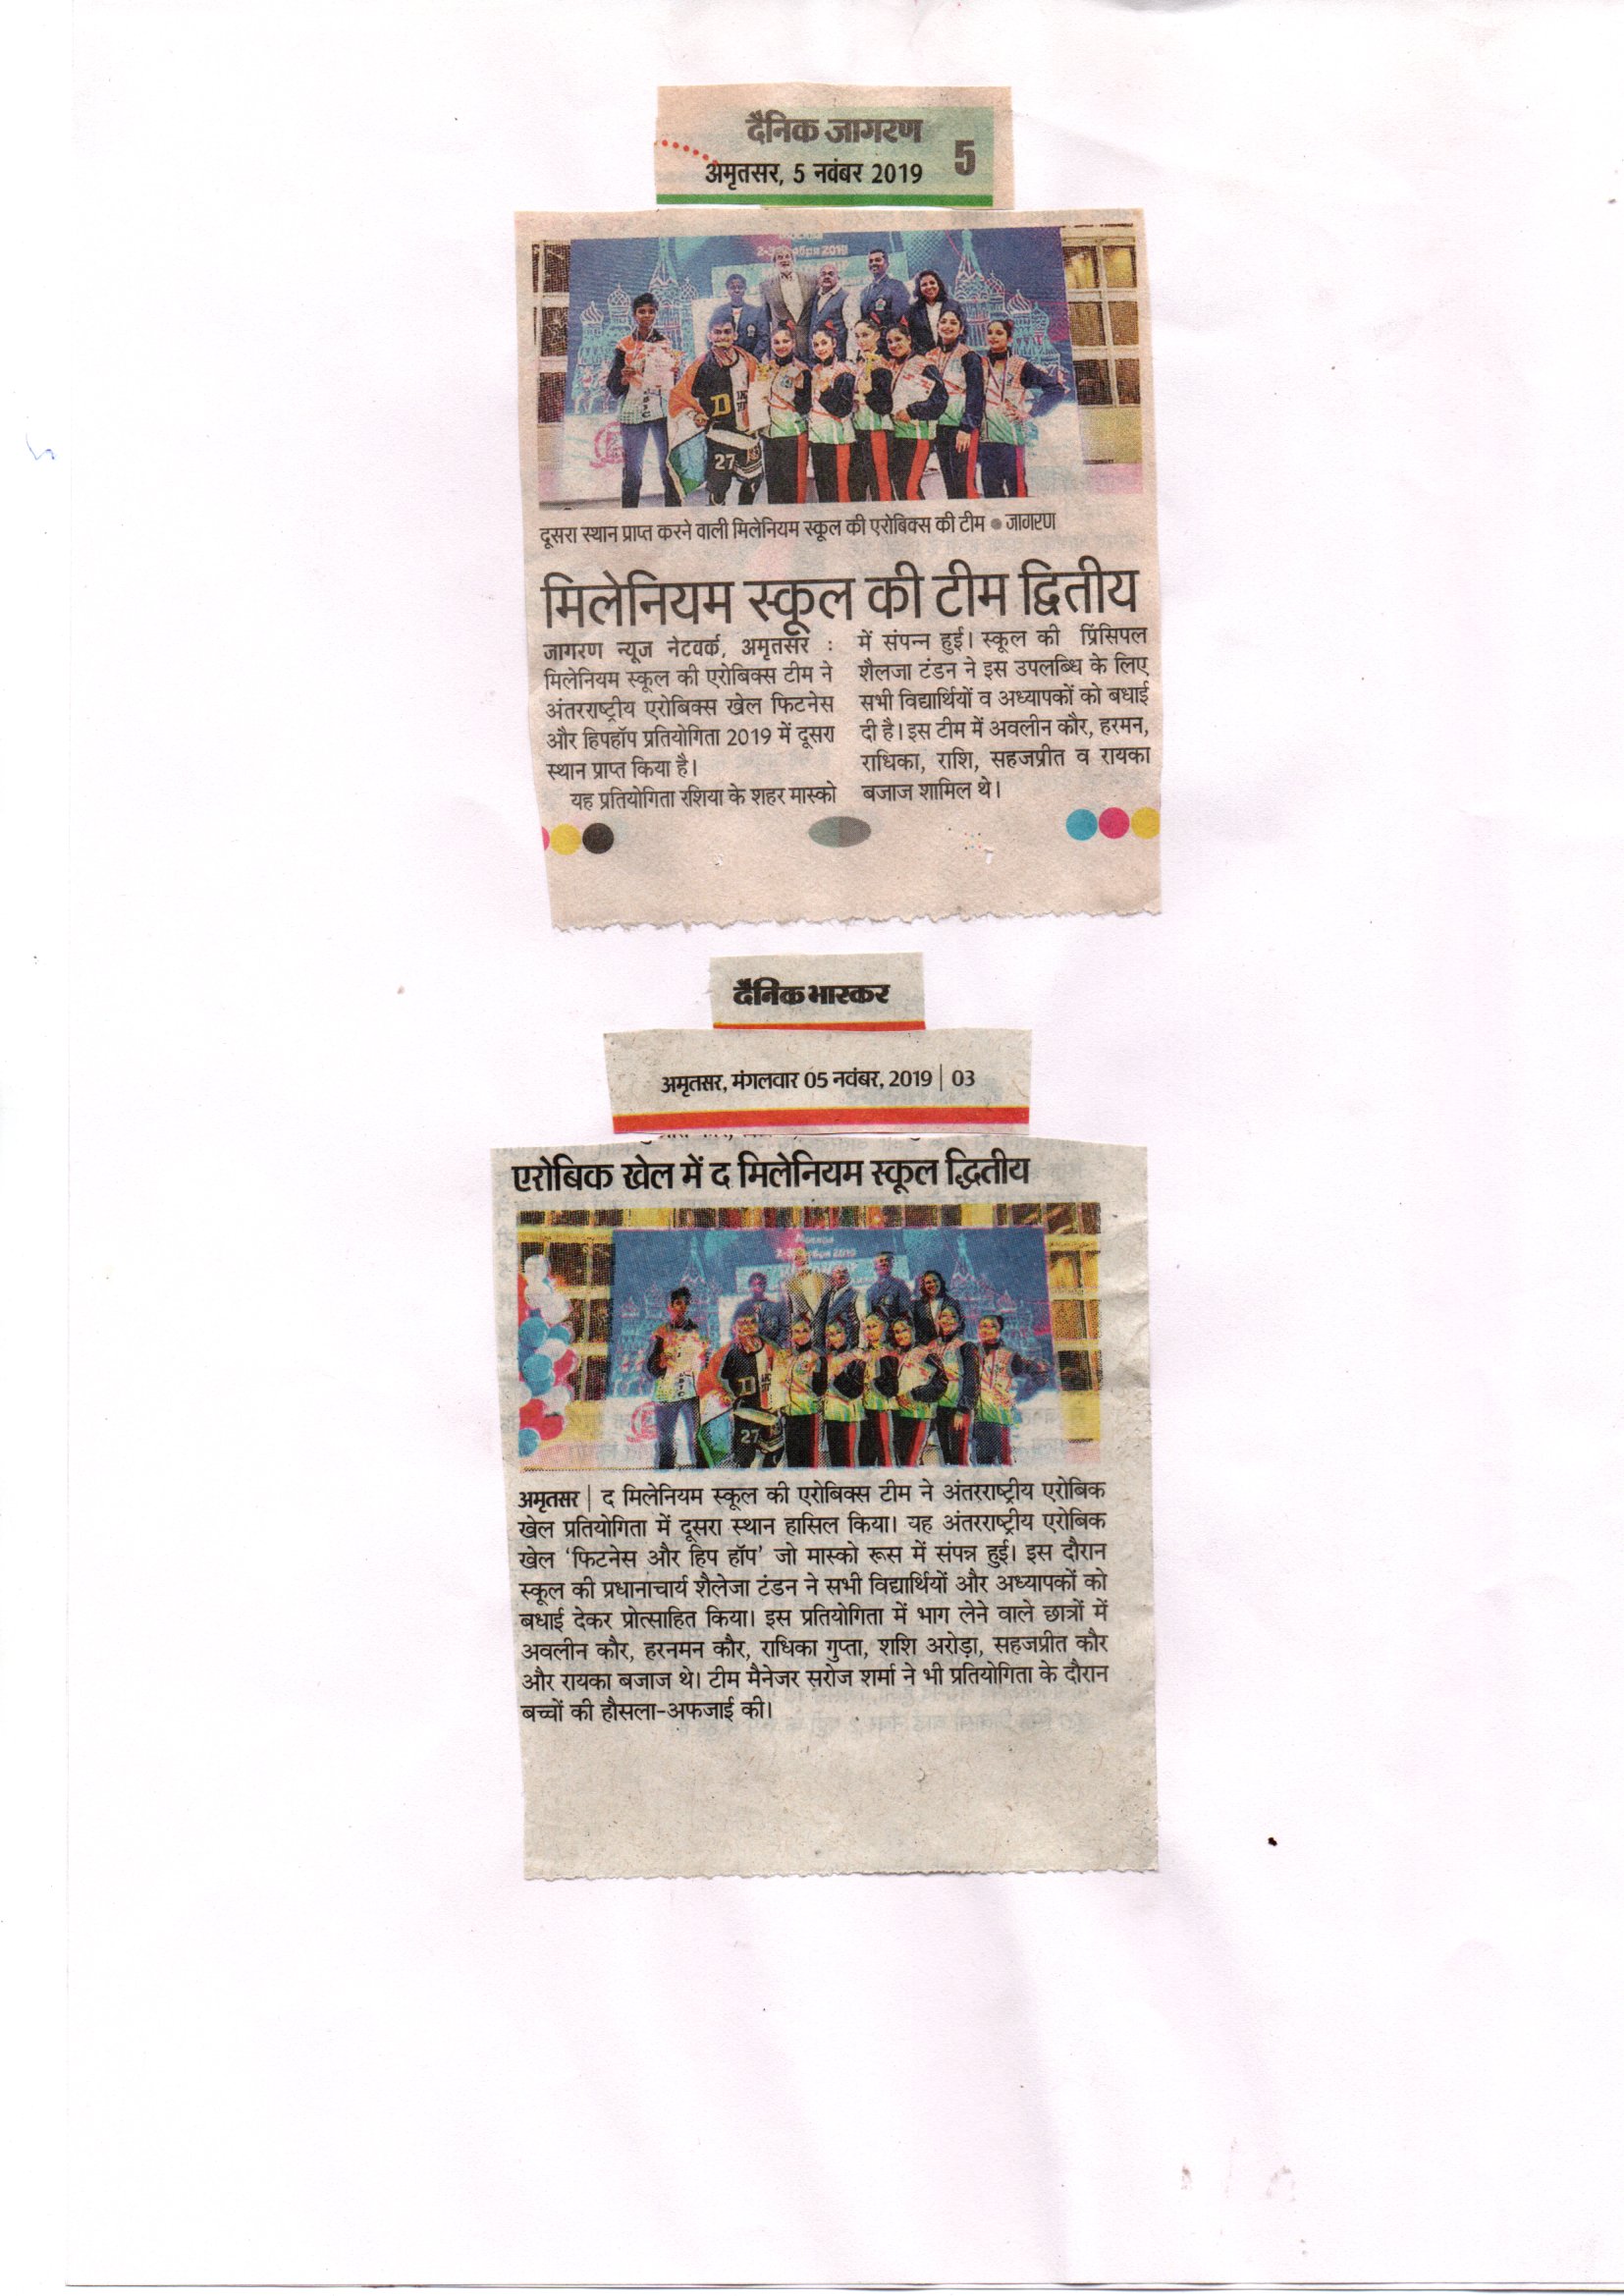 दैनिक जागरण
अमृतसर, 5 नवंबर 2019
5
2019
D
27
दूसरा स्थान प्राप्त करने वाली मिलेनियम स्कूल की एरोबिक्स की टीम ● जागरण
मिलेनियम स्कूल की टीम द्वितीय
जागरण न्यूज नेटवर्क, अमृतसर :
मिलेनियम स्कूल की एरोबिक्स टीम ने
अंतरराष्ट्रीय एरोबिक्स खेल फिटनेस
और हिपहॉप प्रतियोगिता 2019 में दूसरा
स्थान प्राप्त किया है।
यह प्रतियोगिता रशिया के शहर मास्को
में संपन्न हुई। स्कूल की प्रिंसिपल
शैलजा टंडन ने इस उपलब्धि के लिए
सभी विद्यार्थियों व अध्यापकों को बधाई
दी है। इस टीम में अवलीन कौर, हरमन,
राधिका, राशि, सहजप्रीत व रायका
बजाज शामिल थे।
दैनिक भास्कर
अमृतसर, मंगलवार 05 नवंबर, 2019 | 03
एरोबिक खेल में द मिलेनियम स्कूल द्धितीय
Москва
2019
D
27
अमृतसर | द मिलेनियम स्कूल की एरोबिक्स टीम ने अंतरराष्ट्रीय एरोबिक
खेल प्रतियोगिता में दूसरा स्थान हासिल किया। यह अंतरराष्ट्रीय एरोबिक
खेल ‘फिटनेस और हिप हॉप’ जो मास्को रूस में संपन्न हुई। इस दौरान
स्कूल की प्रधानाचार्य शैलेजा टंडन ने सभी विद्यार्थियों और अध्यापकों को
बधाई देकर प्रोत्साहित किया। इस प्रतियोगिता में भाग लेने वाले छात्रों में
अवलीन कौर, हरनमन कौर, राधिका गुप्ता, शशि अरोड़ा, सहजप्रीत कौर
और रायका बजाज थे। टीम मैनेजर सरोज शर्मा ने भी प्रतियोगिता के दौरान
बच्चों की हौसला-अफजाई की।